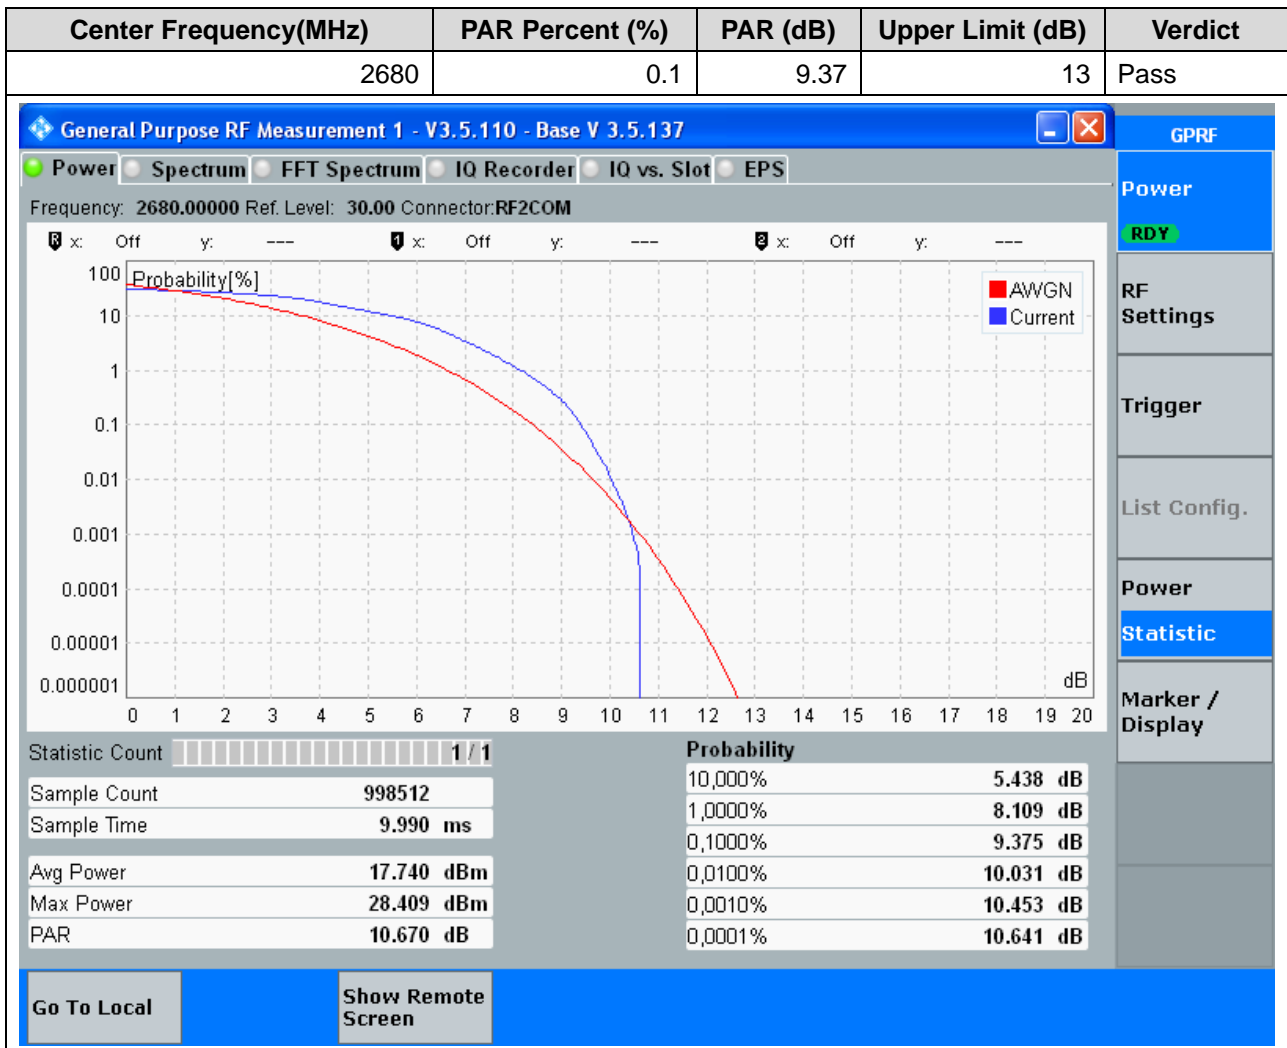 Center Frequency(MHz) PAR Percent (%) PAR (dB) Upper Limit (dB) Verdict
2680 0.1 9.37 13 Pass
General Purpose RF Measurement 1 - V3.5.110 - Base V 3.5.137
GPRF
Power Spectrum FFT Spectrum IQ Recorder IQ vs. Slot EPS
Power
RDY
Frequency: 2680.00000 Ref. Level: 30.00 Connector:RF2COM
R x: Off y: --- 1 x: Off y: --- 2 x: Off y: ---
Probability[%]
AWGN
Current
100
10
1
0.1
0.01
0.001
0.0001
0.00001
0.000001
dB
0 1 2 3 4 5 6 7 8 9 10 11 12 13 14 15 16 17 18 19 20
RF
Settings
Trigger
List Config.
Power
Statistic
Marker /
Display
Statistic Count 1 / 1
Sample Count 998512
Sample Time 9.990 ms
Avg Power 17.740 dBm
Max Power 28.409 dBm
PAR 10.670 dB
Probability
10,000% 5.438 dB
1,0000% 8.109 dB
0,1000% 9.375 dB
0,0100% 10.031 dB
0,0010% 10.453 dB
0,0001% 10.641 dB
Go To Local
Show Remote
Screen